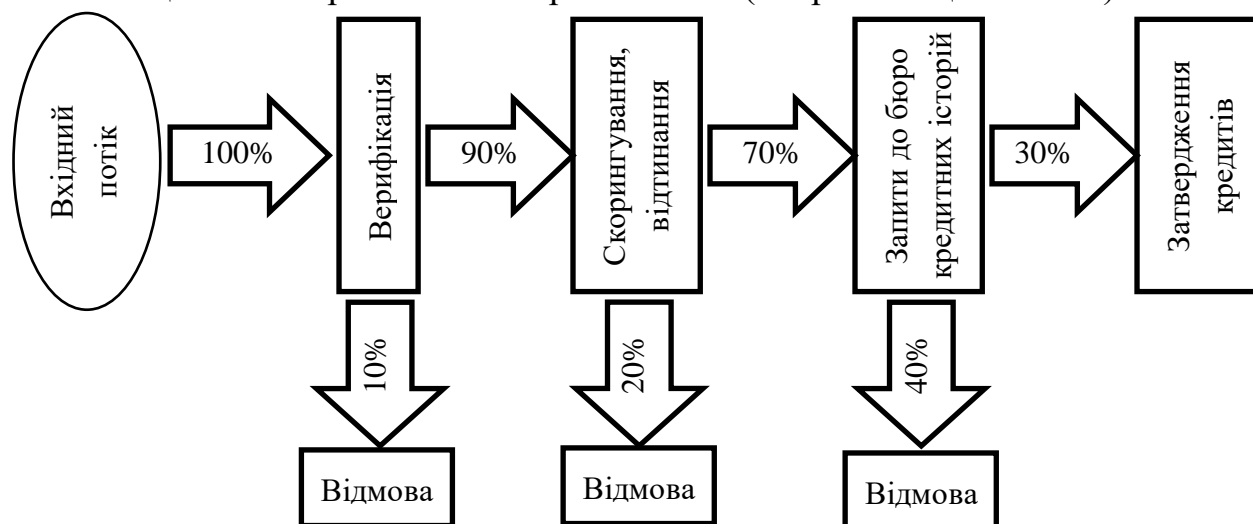 Вхідний
потік
100%
Верифікація
90%
Скорингування,
відтинання
70%
Запити до бюро
кредитних історій
30%
Затвердження
кредитів
10%
20%
40%
Відмова
Відмова
Відмова